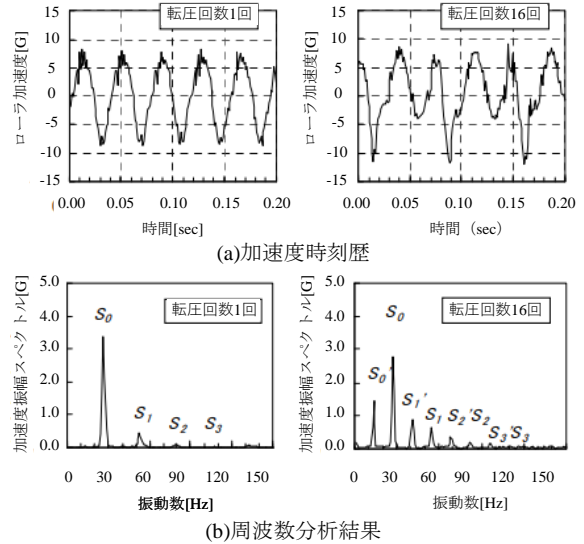 転圧回数1回
ローラ加速度[G]
15
10
5
0
-5
-10
-15
0.00 0.05 0.10 0.15 0.20
時間[sec]
転圧回数16回
ローラ加速度[G]
15
10
5
0
-5
-10
-15
0.00 0.05 0.10 0.15 0.20
時間（sec）
(a)加速度時刻歴
転圧回数1回
加速度振幅スペクトル[G]
5.0
4.0
3.0
2.0
1.0
0.0
S0
S1 S2 S3
30 60 90 120 150
振動数[Hz]
転圧回数16回
加速度振幅スペクトル[G]
5.0
4.0
3.0
2.0
1.0
0.0
S0
S0'
S1' S1 S2' S2
S3' S3
30 60 90 120 150
振動数[Hz]
(b)周波数分析結果